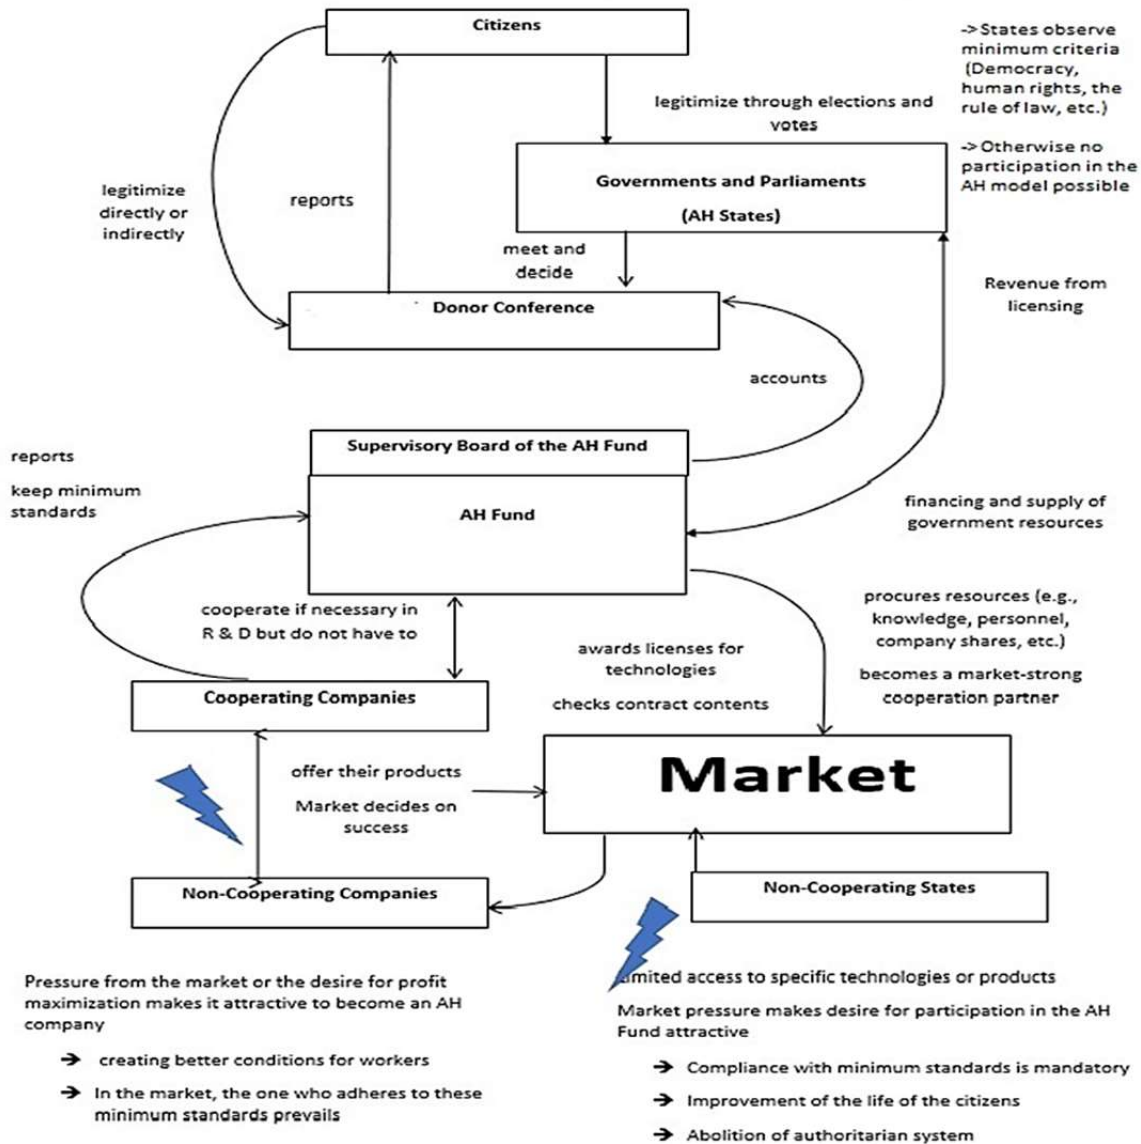 Citizens
-> States observe
minimum criteria
(Democracy,
human rights, the
rule of law, etc.)
legitimize through elections and
votes
-> Otherwise no
participation in the
AH model possible
Governments and Parliaments
(AH States)
legitimize
directly or
indirectly
reports
meet and
decide
Revenue from
licensing
Donor Conference
accounts
Supervisory Board of the AH Fund
reports
keep minimum
standards
AH Fund
financing and supply of
government resources
cooperate if necessary in
R & D but do not have to
procures resources (e.g.,
knowledge, personnel,
company shares, etc.)
becomes a market-strong
cooperation partner
awards licenses for
technologies
checks contract contents
Cooperating Companies
Market
offer their products
Market decides on
success
Non-Cooperating Companies
Non-Cooperating States
Pressure from the market or the desire for profit
maximization makes it attractive to become an AH
company
➔ creating better conditions for workers
➔ In the market, the one who adheres to these
minimum standards prevails
access to specific technologies or products
Market pressure makes desire for participation in the AH
Fund attractive
➔ Compliance with minimum standards is mandatory
➔ Improvement of the life of the citizens
➔ Abolition of authoritarian system